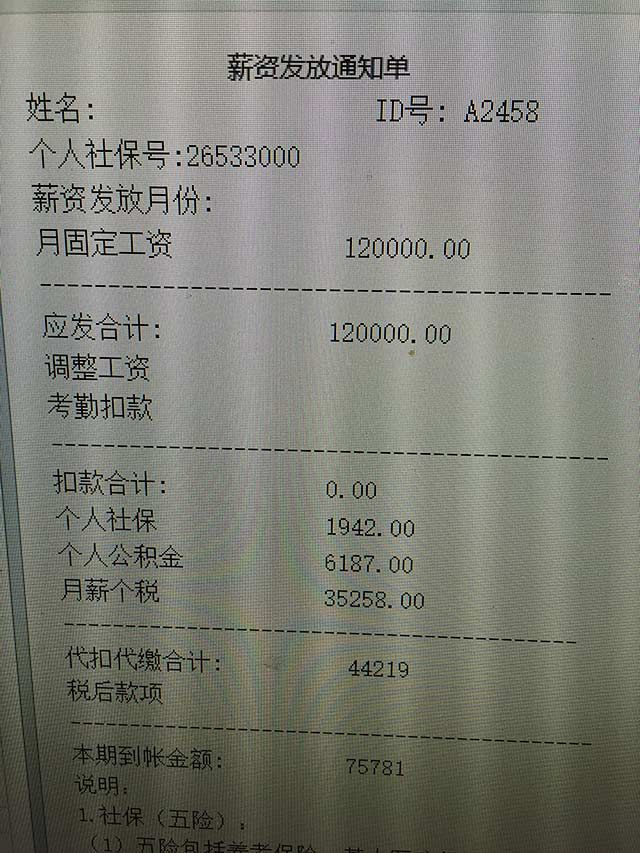 薪资发放通知单
姓名: ID号: A2458
个人社保号:26533000
薪资发放月份:
月固定工资 120000.00
应发合计: 120000.00
调整工资
考勤扣款
扣款合计: 0.00
个人社保 1942.00
个人公积金 6187.00
月薪个税 35258.00
代扣代缴合计: 44219
税后款项
本期到帐金额: 75781
说明:
1.社保（五险）,
（1）五险包括养老保险